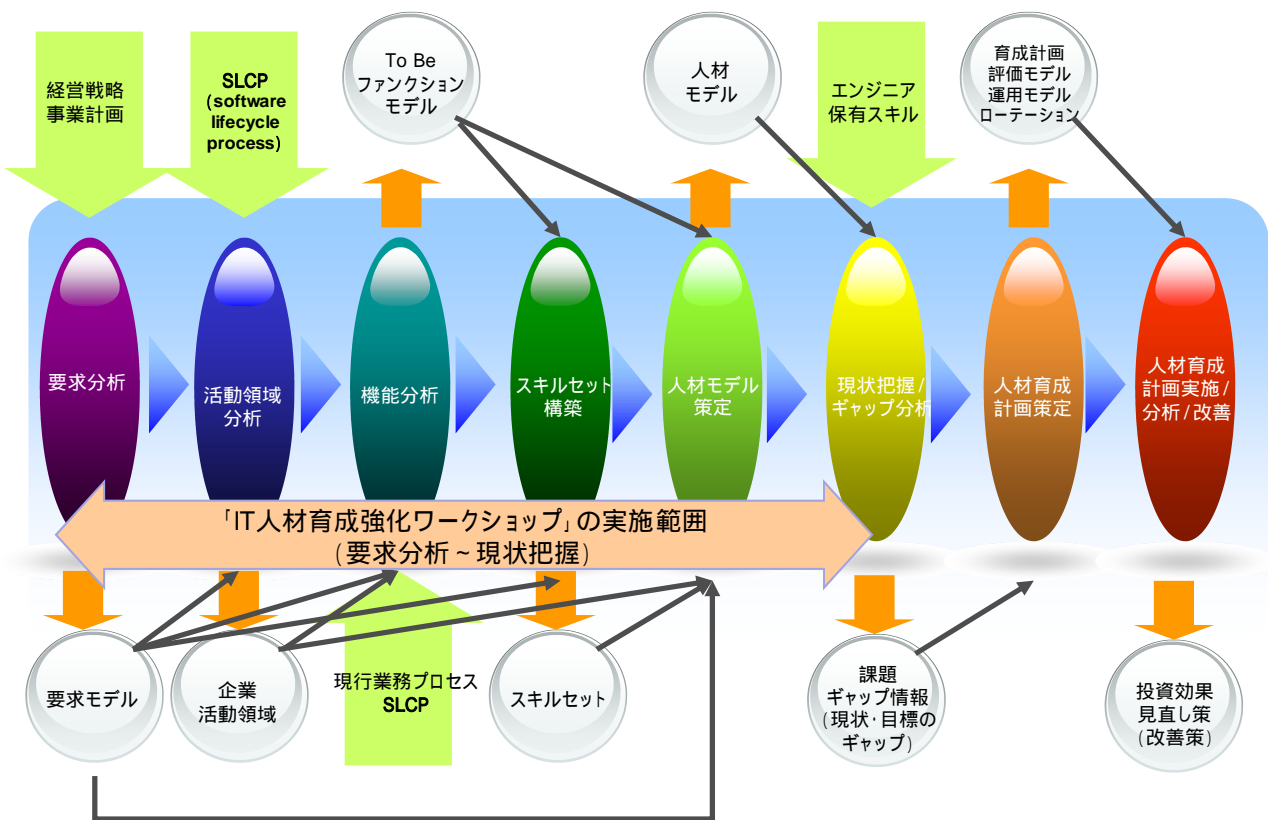 経営戦略
事業計画
SLCP
(software
lifecycle
process)
To Be
ファンクション
モデル
人材
モデル
エンジニア
保有スキル
育成計画
評価モデル
運用モデル
ローテーション
要求分析
活動領域
分析
機能分析
スキルセット
構築
人材モデル
策定
現状把握/
ギャップ分析
人材育成
計画策定
人材育成
計画実施/
分析/改善
「IT人材育成強化ワークショップ」の実施範囲
(要求分析~現状把握)
要求モデル
企業
活動領域
現行業務プロセス
SLCP
スキルセット
課題
ギャップ情報
(現状・目標の
ギャップ)
投資効果
見直し策
(改善策)